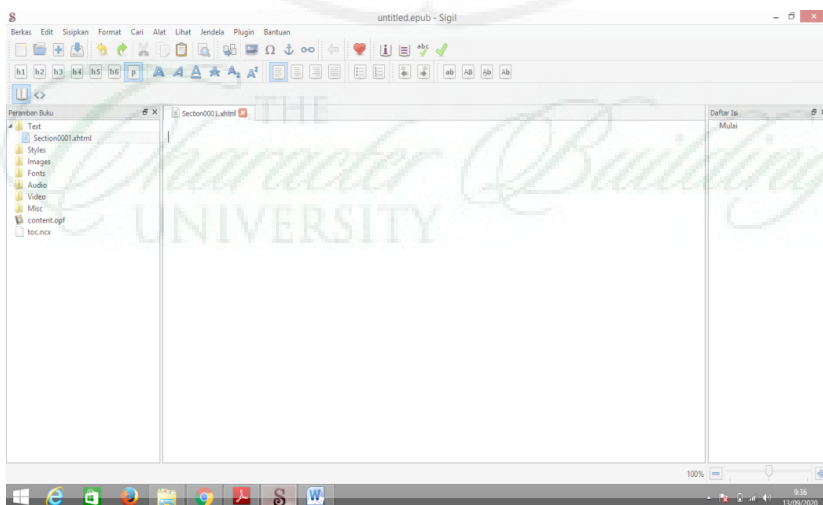 untitled.epub - Sigil
Berkas Edit Sisipkan Format Cari Alat Lihat Jendela Plugin Bantuan
h1 h2 h3 h4 h5 h6 p A A A A A₂ A² ab AB Ab Ab
Peramban Buku
Section0001.xhtml
Daftar Isi
Text
Section0001.xhtml
Styles
Images
Fonts
Audio
Video
Misc
content.opf
toc.ncx
Mulai
THE
Character Building
UNIVERSITY
100%
9:36
13/09/2020